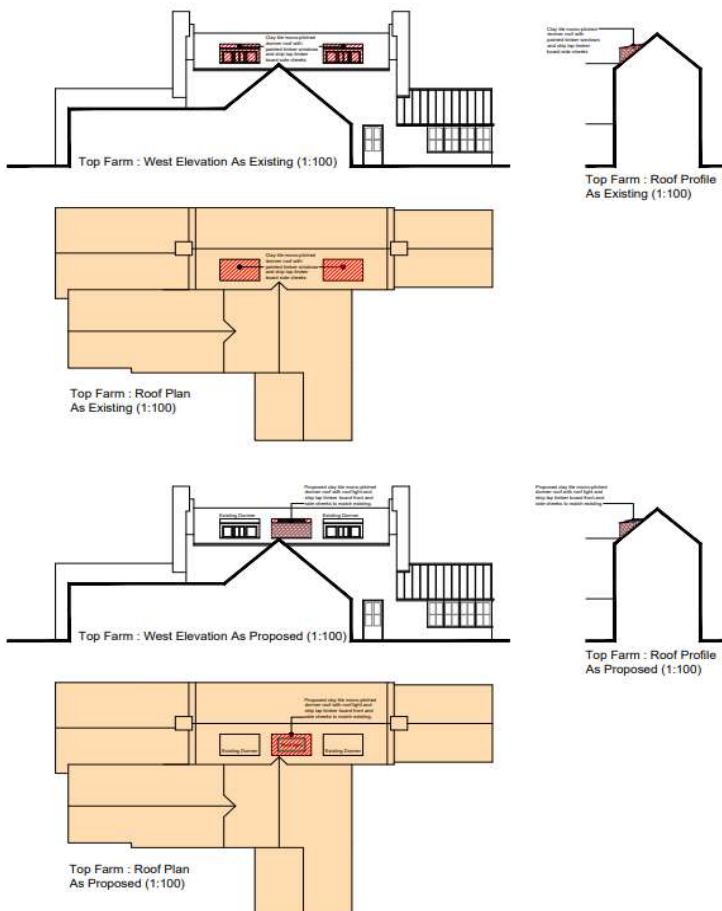 Clay tile mono-pitched
dormer roof with
painted timber windows
and ship lap timber
board side cheeks
Top Farm : West Elevation As Existing (1:100)
Clay tile mono-pitched
dormer roof with
painted timber windows
and ship lap timber
board side cheeks
Top Farm : Roof Profile
As Existing (1:100)
Clay tile mono-pitched
dormer roof with
painted timber windows
and ship lap timber
board side cheeks
Top Farm : Roof Plan
As Existing (1:100)
Proposed clay tile mono-pitched
dormer roof with roof light and
ship lap timber board front and
side cheeks to match existing.
Existing Dormer
Existing Dormer
Top Farm : West Elevation As Proposed (1:100)
Proposed clay tile mono-pitched
dormer roof with roof light and
ship lap timber board front and
side cheeks to match existing.
Top Farm : Roof Profile
As Proposed (1:100)
Proposed clay tile mono-pitched
dormer roof with roof light and
ship lap timber board front and
side cheeks to match existing.
Existing Dormer
Existing Dormer
Top Farm : Roof Plan
As Proposed (1:100)